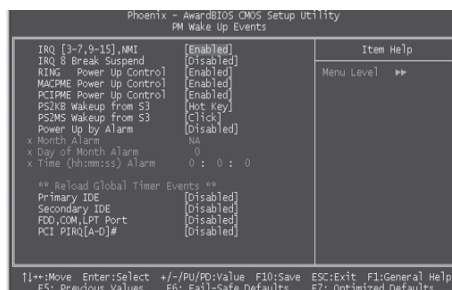 Phoenix - AwardBIOS CMOS Setup Utility
PM Wake Up Events
IRQ [3-7,9-15],NMI [Enabled]
IRQ 8 Break Suspend [Disabled]
RING Power Up Control [Enabled]
MACPME Power Up Control [Enabled]
PCIPME Power Up Control [Enabled]
PS2KB Wakeup from S3 [Hot Key]
PS2MS Wakeup from S3 [Click]
Power Up by Alarm [Disabled]
x Month Alarm NA
x Day of Month Alarm 0
x Time (hh:mm:ss) Alarm 0 : 0 : 0
** Reload Global Timer Events **
Primary IDE [Disabled]
Secondary IDE [Disabled]
FDD,COM,LPT Port [Disabled]
PCI PIRQ[A-D]# [Disabled]
Item Help
Menu Level ▸▸
↑↓→←:Move Enter:Select +/-/PU/PD:Value F10:Save ESC:Exit F1:General Help
F5: Previous Values F6: Fail-Safe Defaults F7: Optimized Defaults